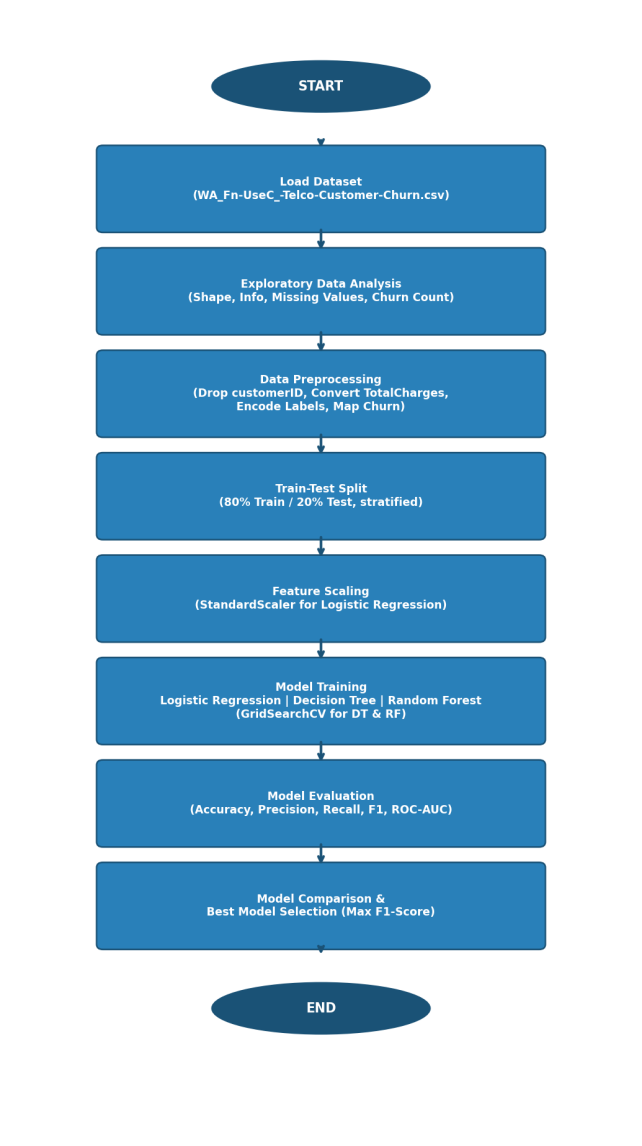 START
Load Dataset
(WA_Fn-UseC_-Telco-Customer-Churn.csv)
Exploratory Data Analysis
(Shape, Info, Missing Values, Churn Count)
Data Preprocessing
(Drop customerID, Convert TotalCharges,
Encode Labels, Map Churn)
Train-Test Split
(80% Train / 20% Test, stratified)
Feature Scaling
(StandardScaler for Logistic Regression)
Model Training
Logistic Regression | Decision Tree | Random Forest
(GridSearchCV for DT & RF)
Model Evaluation
(Accuracy, Precision, Recall, F1, ROC-AUC)
Model Comparison &
Best Model Selection (Max F1-Score)
END